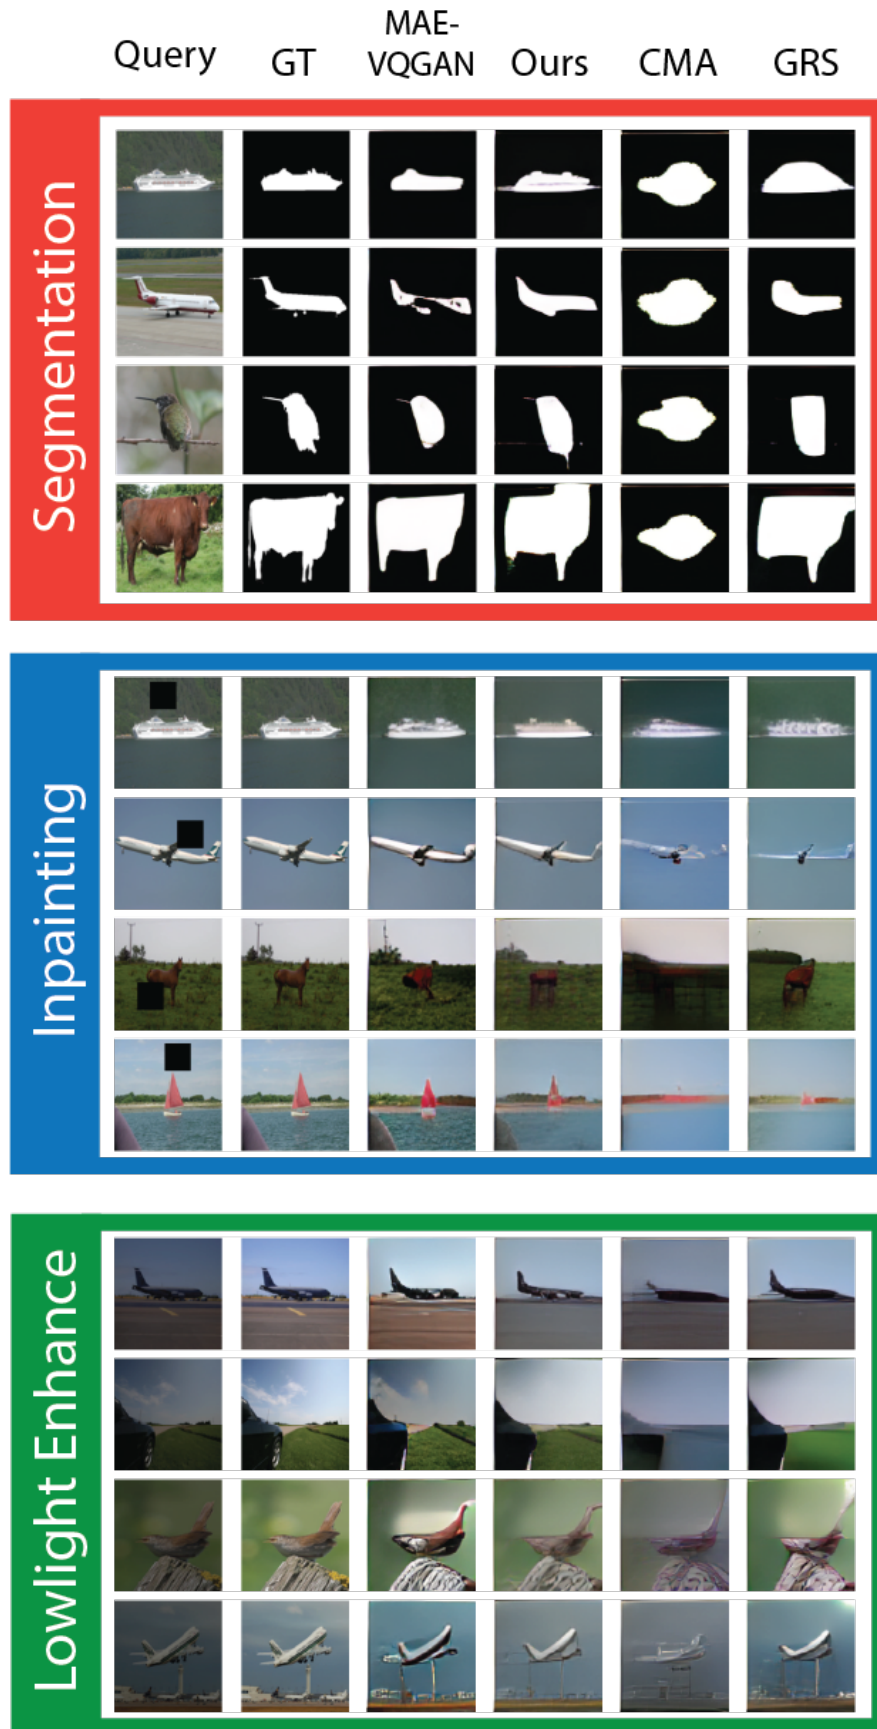 Query
GT
MAE-
VQGAN
Ours
CMA
GRS
Segmentation
Inpainting
Lowlight Enhance